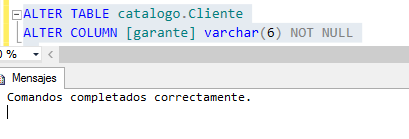 ALTER TABLE catalogo.Cliente
ALTER COLUMN [garante] varchar(6) NOT NULL
0 %
Mensajes
Comandos completados correctamente.